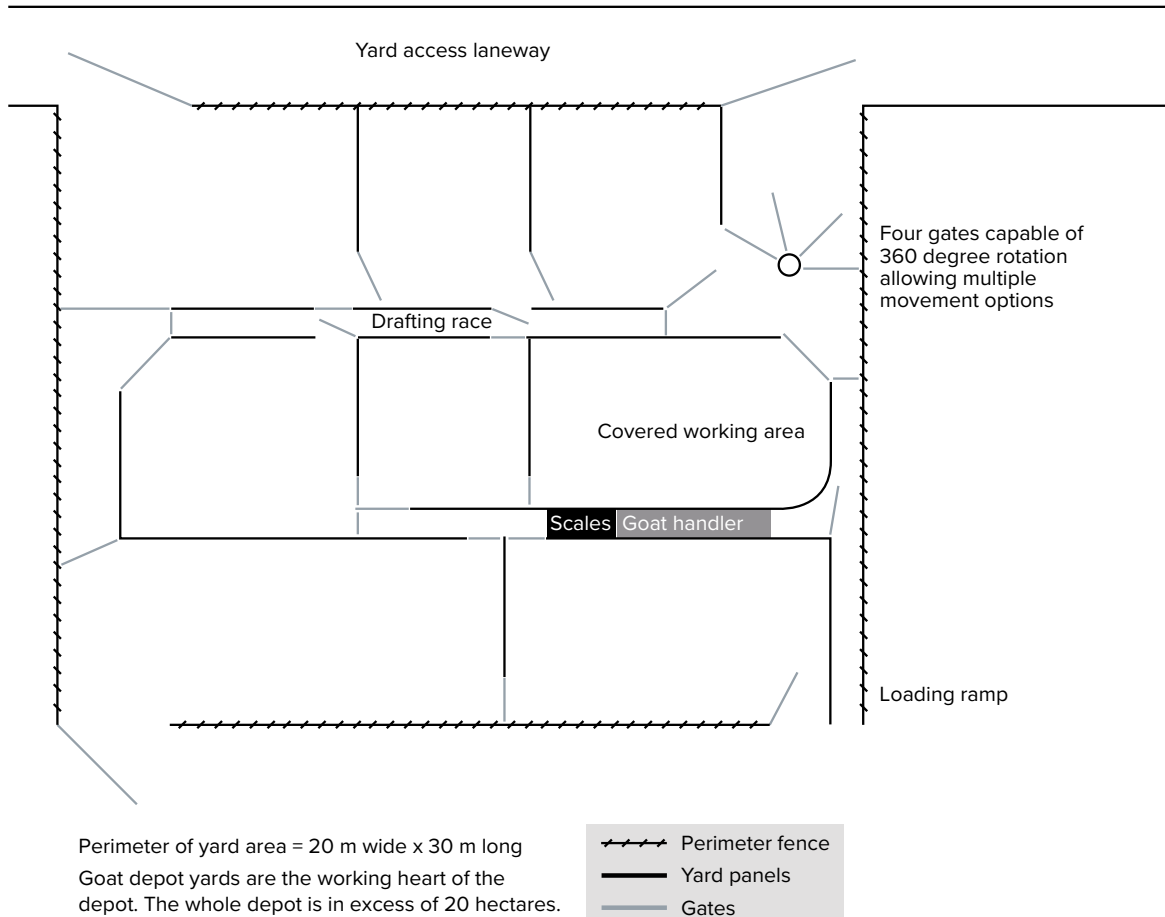 Yard access laneway
Four gates capable of
360 degree rotation
allowing multiple
movement options
Drafting race
Covered working area
Scales
Goat handler
Loading ramp
Perimeter of yard area = 20 m wide x 30 m long
Goat depot yards are the working heart of the
depot. The whole depot is in excess of 20 hectares.
Perimeter fence
Yard panels
Gates